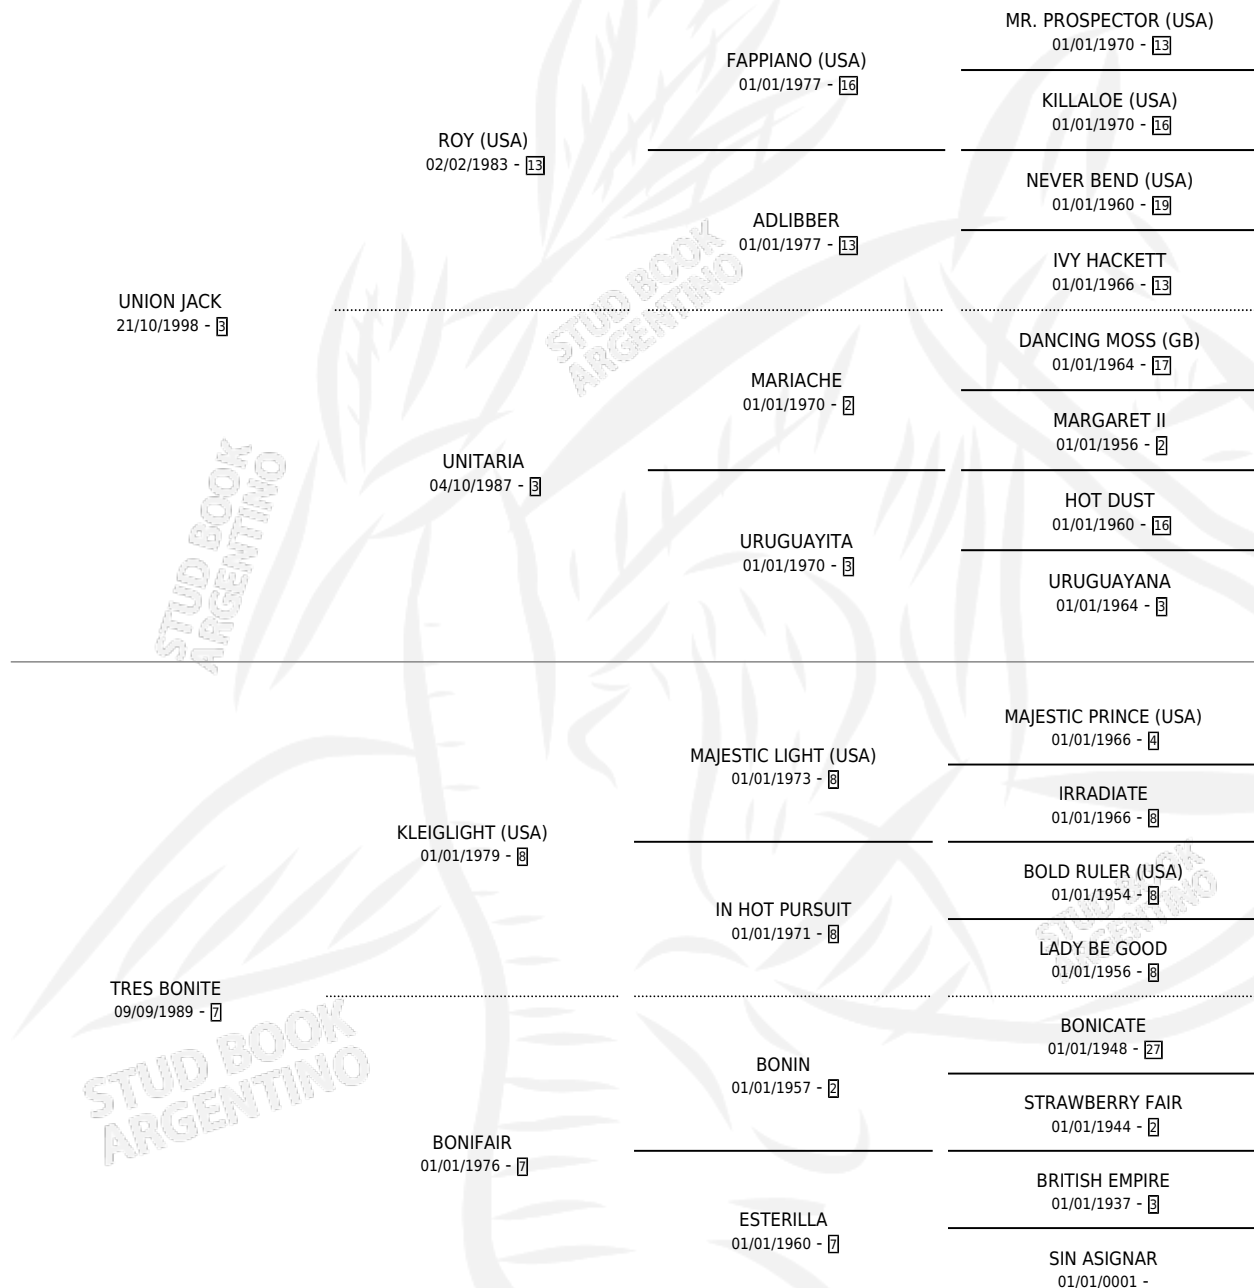 MR. PROSPECTOR (USA)
01/01/1970 - 13
FAPPIANO (USA)
01/01/1977 - 16
KILLALOE (USA)
01/01/1970 - 16
ROY (USA)
02/02/1983 - 13
NEVER BEND (USA)
01/01/1960 - 19
ADLIBBER
01/01/1977 - 13
IVY HACKETT
01/01/1966 - 13
UNION JACK
21/10/1998 - 3
DANCING MOSS (GB)
01/01/1964 - 17
MARIACHE
01/01/1970 - 2
MARGARET II
01/01/1956 - 2
UNITARIA
04/10/1987 - 3
HOT DUST
01/01/1960 - 16
URUGUAYITA
01/01/1970 - 3
URUGUAYANA
01/01/1964 - 3
MAJESTIC PRINCE (USA)
01/01/1966 - 4
MAJESTIC LIGHT (USA)
01/01/1973 - 8
IRRADIATE
01/01/1966 - 8
KLEIGLIGHT (USA)
01/01/1979 - 8
BOLD RULER (USA)
01/01/1954 - 8
IN HOT PURSUIT
01/01/1971 - 8
LADY BE GOOD
01/01/1956 - 8
TRES BONITE
09/09/1989 - 7
BONICATE
01/01/1948 - 27
BONIN
01/01/1957 - 2
STRAWBERRY FAIR
01/01/1944 - 2
BONIFAIR
01/01/1976 - 7
BRITISH EMPIRE
01/01/1937 - 3
ESTERILLA
01/01/1960 - 7
SIN ASIGNAR
01/01/0001 -
STUD BOOK
ARGENTINO
STUD BOOK
ARGENTINO
STUD BOOK
ARGENTINO
STUD BOOK
ARGENTINO